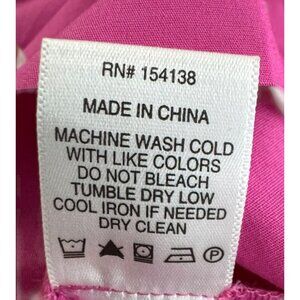 RN# 154138
MADE IN CHINA
MACHINE WASH COLD
WITH LIKE COLORS
DO NOT BLEACH
TUMBLE DRY LOW
COOL IRON IF NEEDED
DRY CLEAN